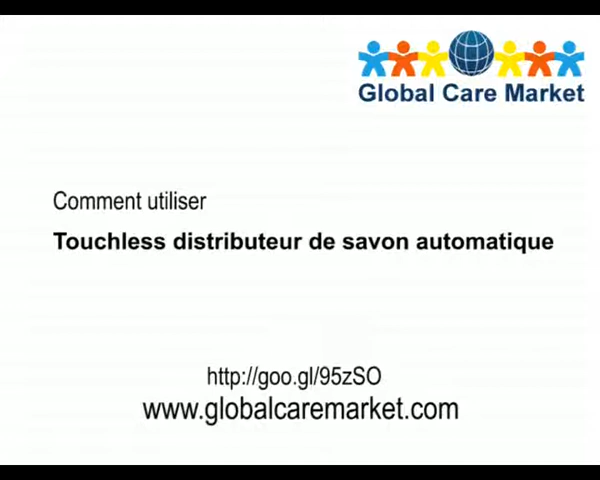 Global Care Market
Comment utiliser
Touchless distributeur de savon automatique
http://goo.gl/95zSO
www.globalcaremarket.com